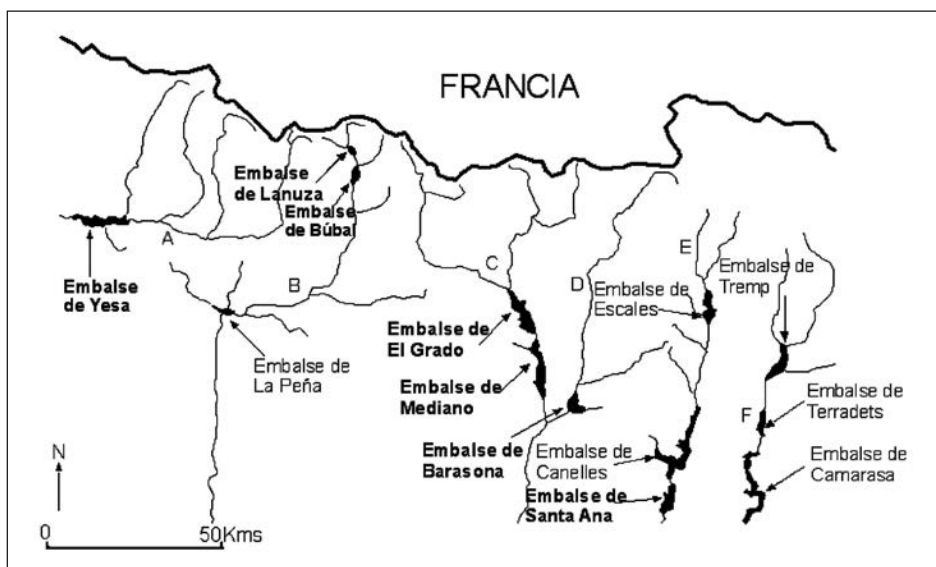 FRANCIA
Embalse
de Lanuza
Embalse
de Búbal
A
Embalse
de Yesa
B
Embalse de
La Peña
C
D
E
Embalse de
Tremp
Embalse de
Escales
Embalse de
El Grado
Embalse de
Mediano
F
Embalse de
Terradets
Embalse de
Barasona
Embalse de
Canelles
Embalse de
Camarasa
Embalse de
Santa Ana
N
0
50 Kms